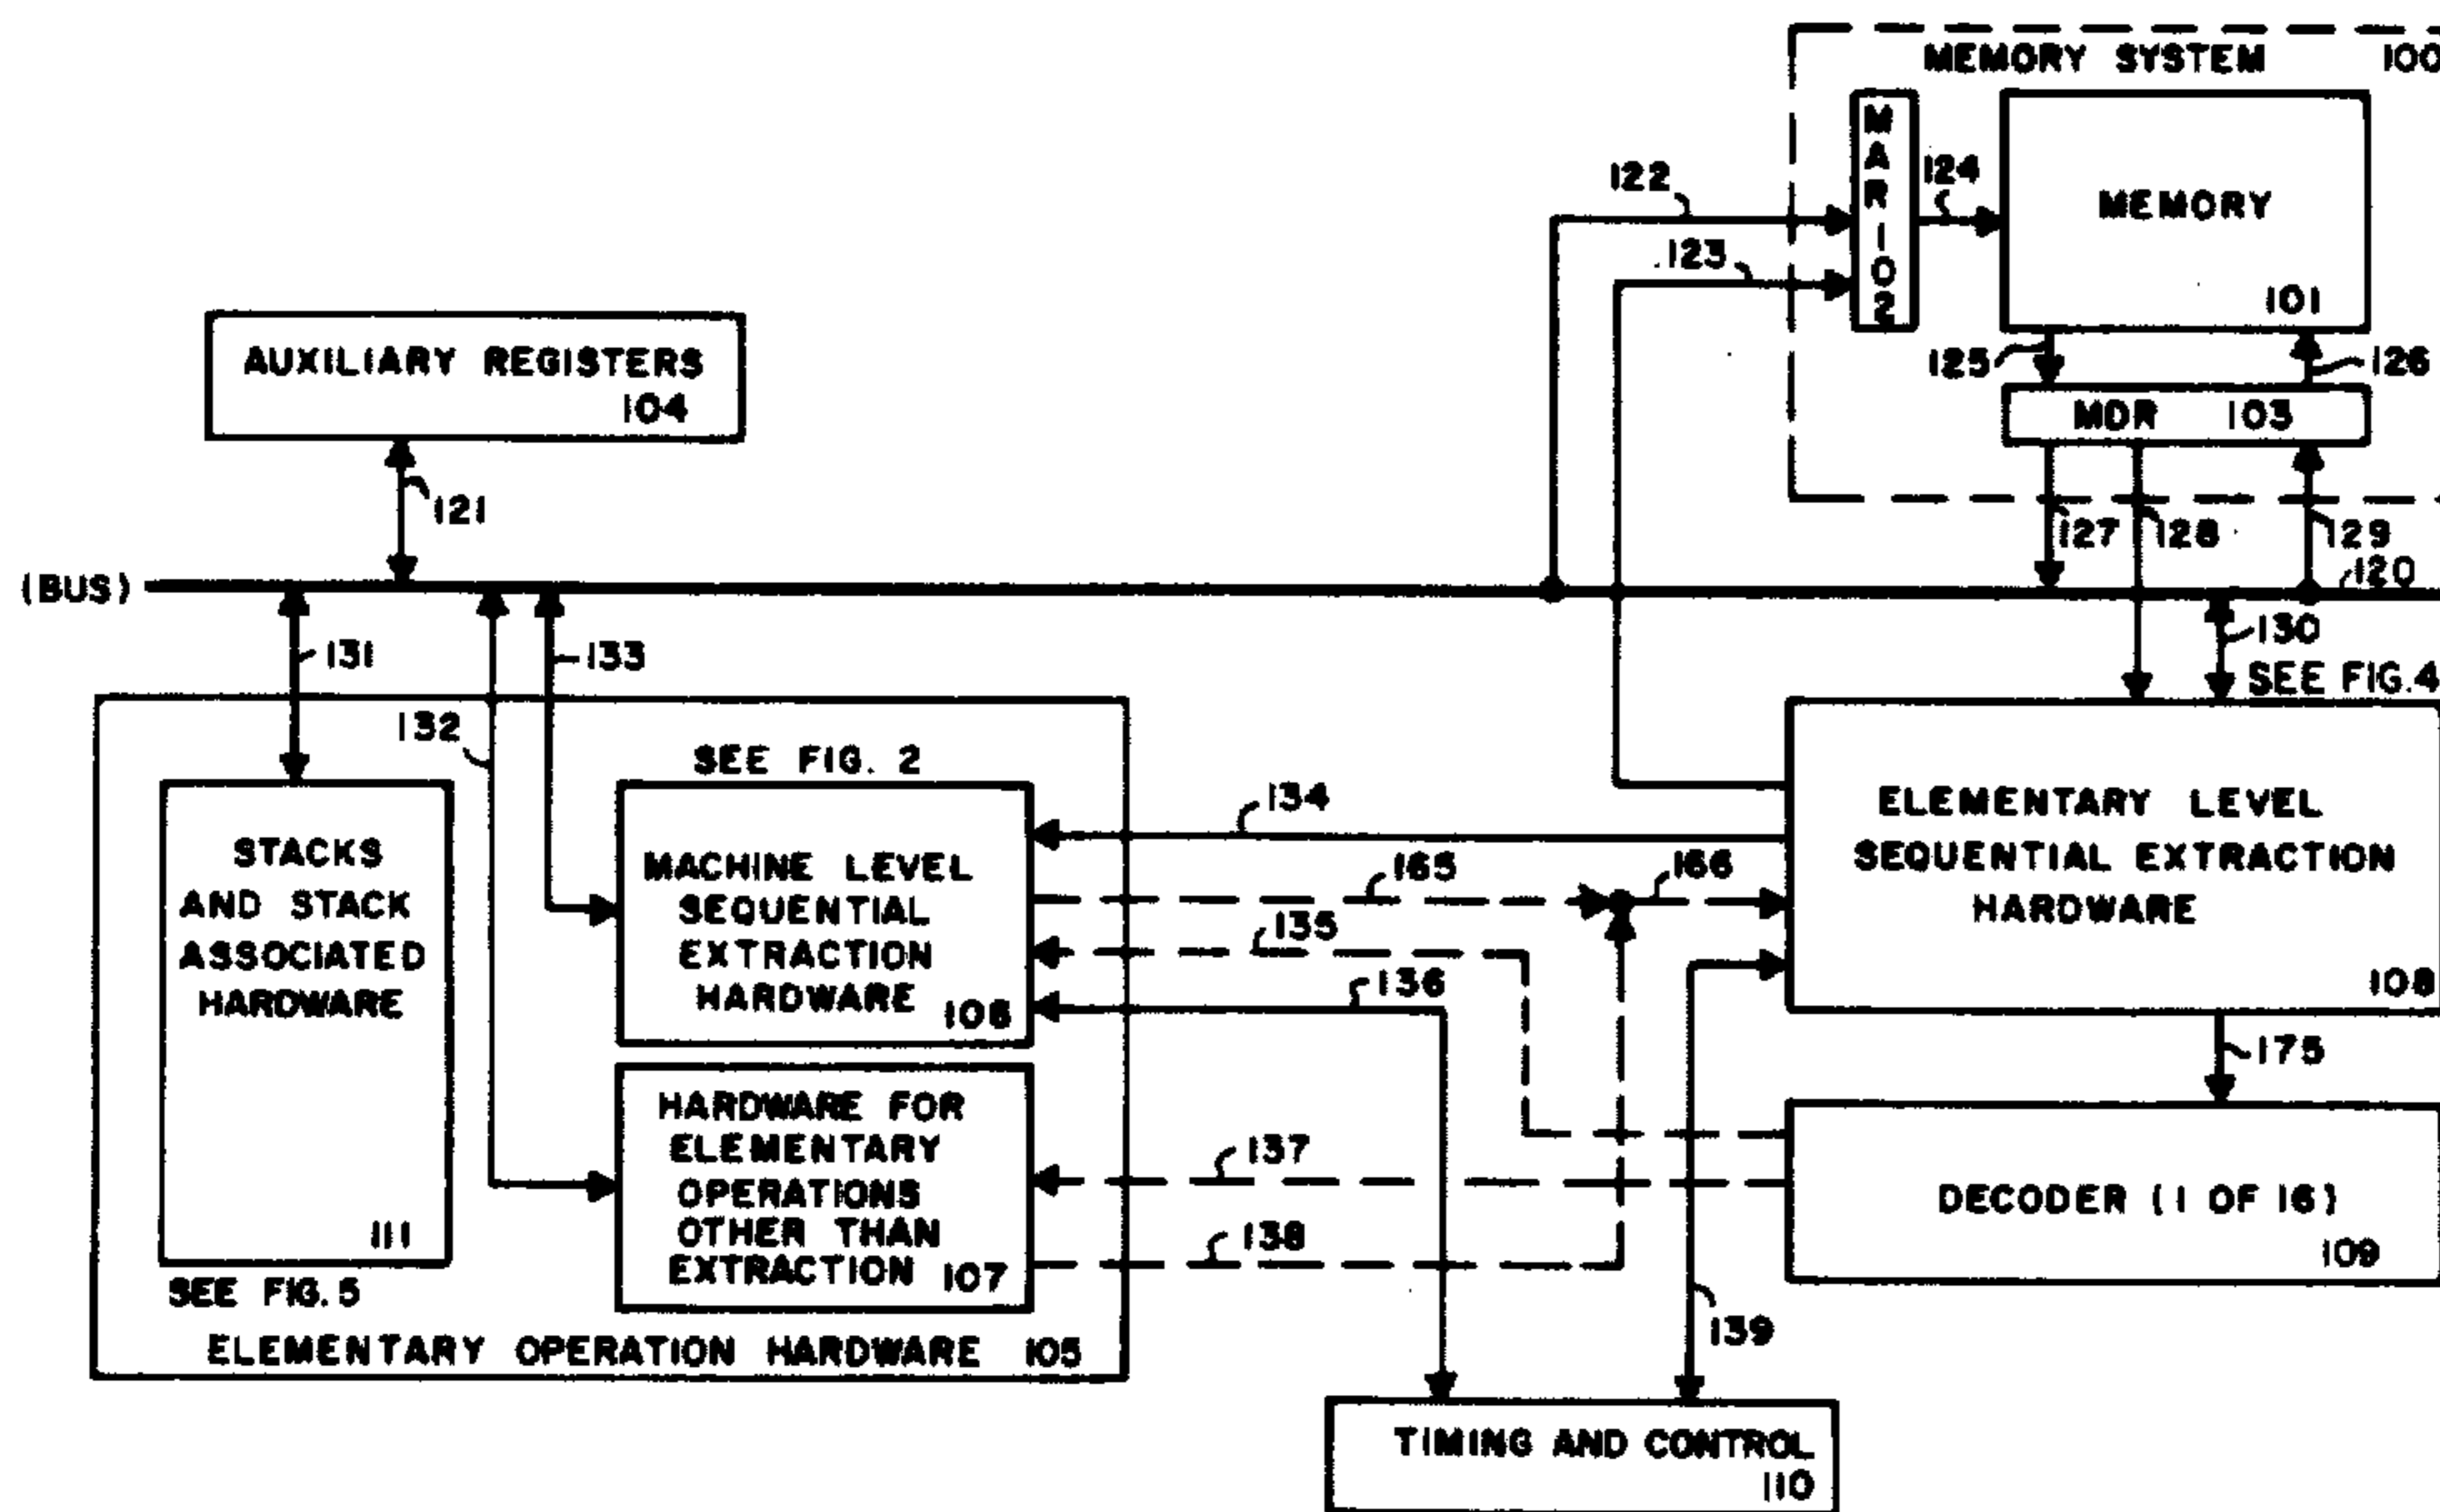 MEMORY SYSTEM 100
MAR 102
124
MEMORY
101
122
123
125
126
MDR 103
AUXILIARY REGISTERS
104
121
127
128
129
(BUS)
120
131
133
130
SEE FIG. 4
132
SEE FIG. 2
STACKS
AND STACK
ASSOCIATED
HARDWARE
111
SEE FIG. 5
MACHINE LEVEL
SEQUENTIAL
EXTRACTION
HARDWARE
106
134
165
166
135
136
ELEMENTARY LEVEL
SEQUENTIAL EXTRACTION
HARDWARE
108
175
HARDWARE FOR
ELEMENTARY
OPERATIONS
OTHER THAN
EXTRACTION 107
137
138
DECODER (1 OF 16)
109
139
ELEMENTARY OPERATION HARDWARE 105
TIMING AND CONTROL
110